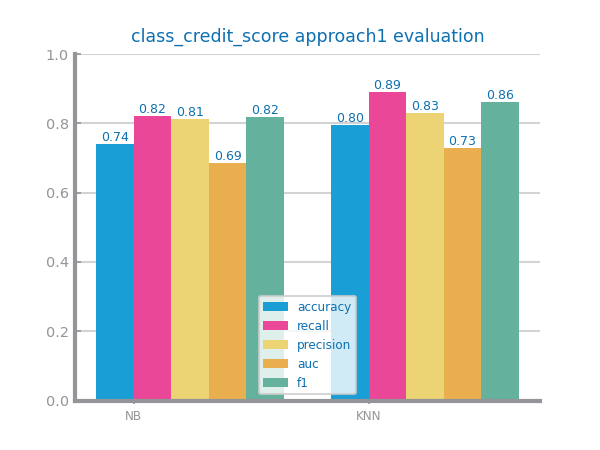 class_credit_score approach1 evaluation
1.0
0.8
0.6
0.4
0.2
0.0
0.74
0.82
0.81
0.69
0.82
0.80
0.89
0.83
0.73
0.86
accuracy
recall
precision
auc
f1
NB
KNN